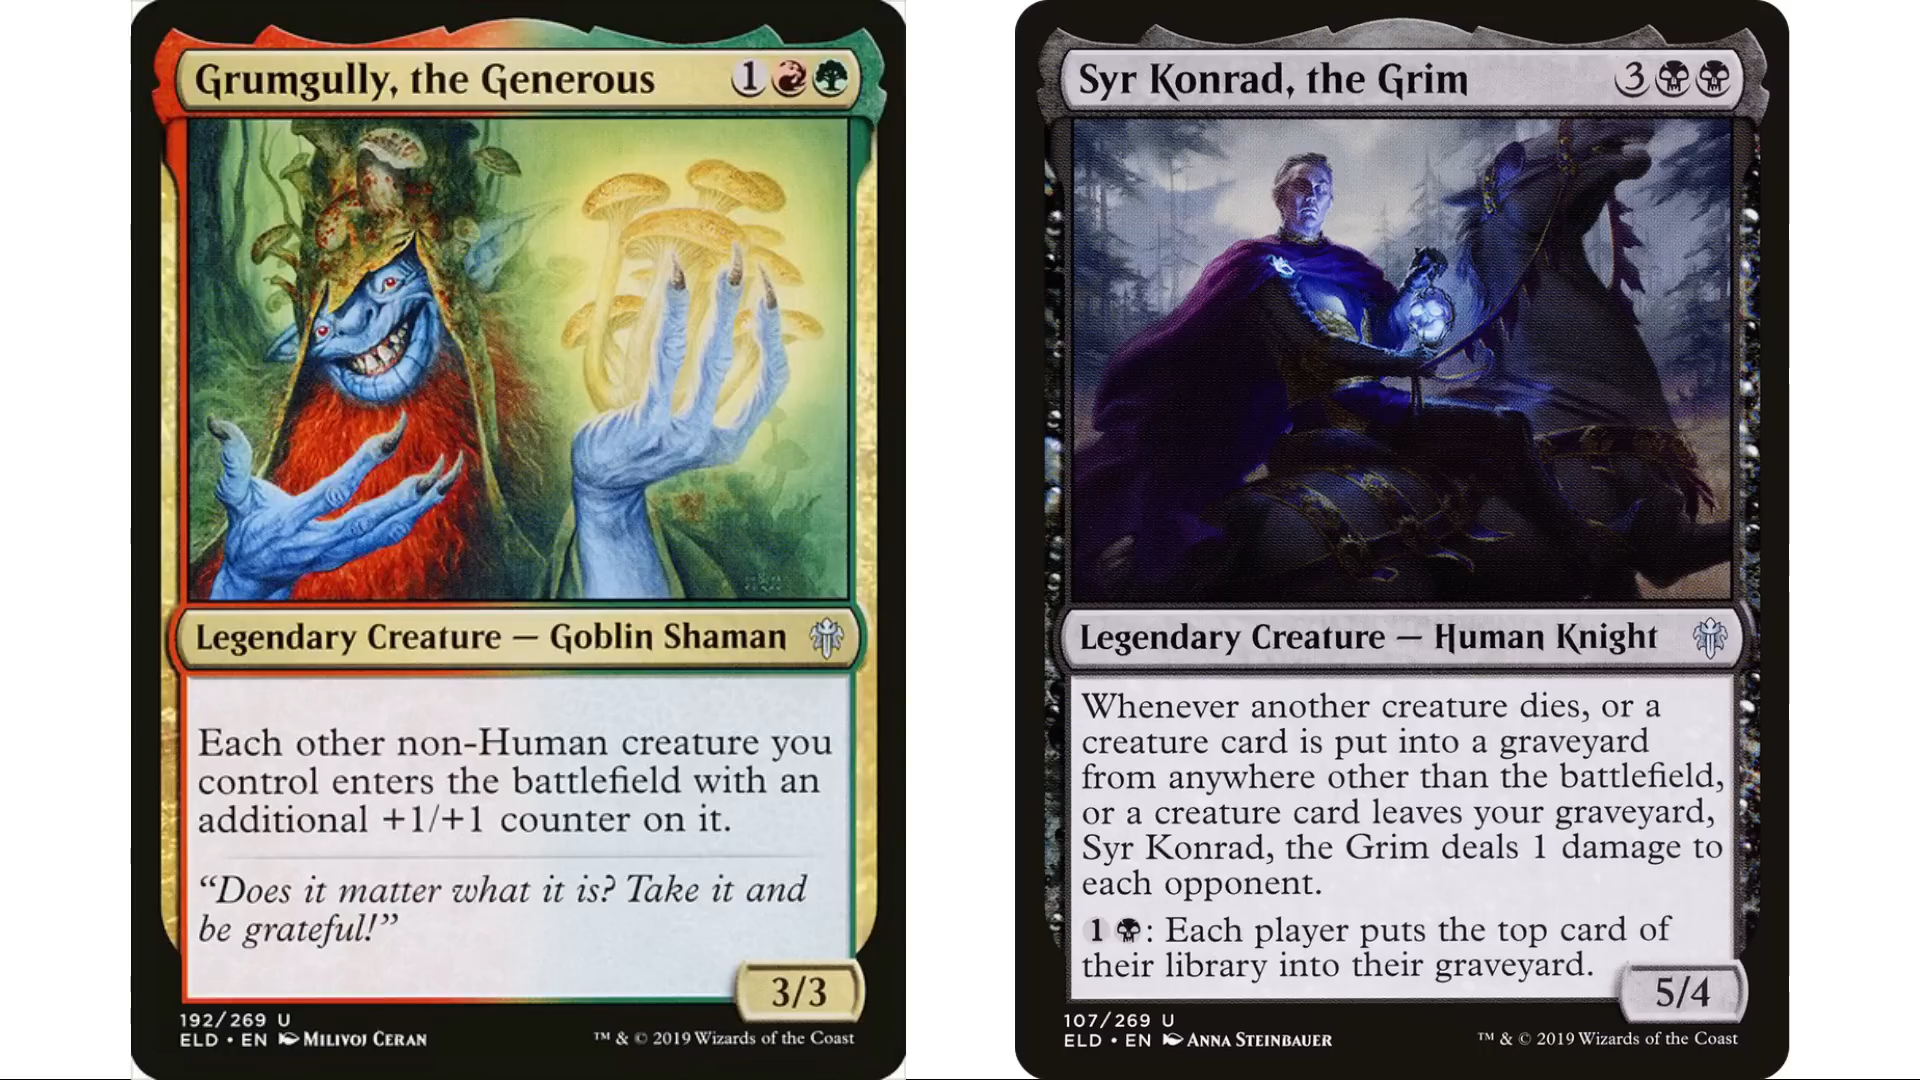 Grumgully, the Generous 1
Legendary Creature — Goblin Shaman
Each other non-Human creature you
control enters the battlefield with an
additional +1/+1 counter on it.
“Does it matter what it is? Take it and
be grateful!”
3/3
192/269 U
ELD • EN Milivoj Ceran
™ & © 2019 Wizards of the Coast
Syr Konrad, the Grim 3
Legendary Creature — Human Knight
Whenever another creature dies, or a
creature card is put into a graveyard
from anywhere other than the battlefield,
or a creature card leaves your graveyard,
Syr Konrad, the Grim deals 1 damage to
each opponent.
1 : Each player puts the top card of
their library into their graveyard.
5/4
107/269 U
ELD • EN Anna Steinbauer
™ & © 2019 Wizards of the Coast